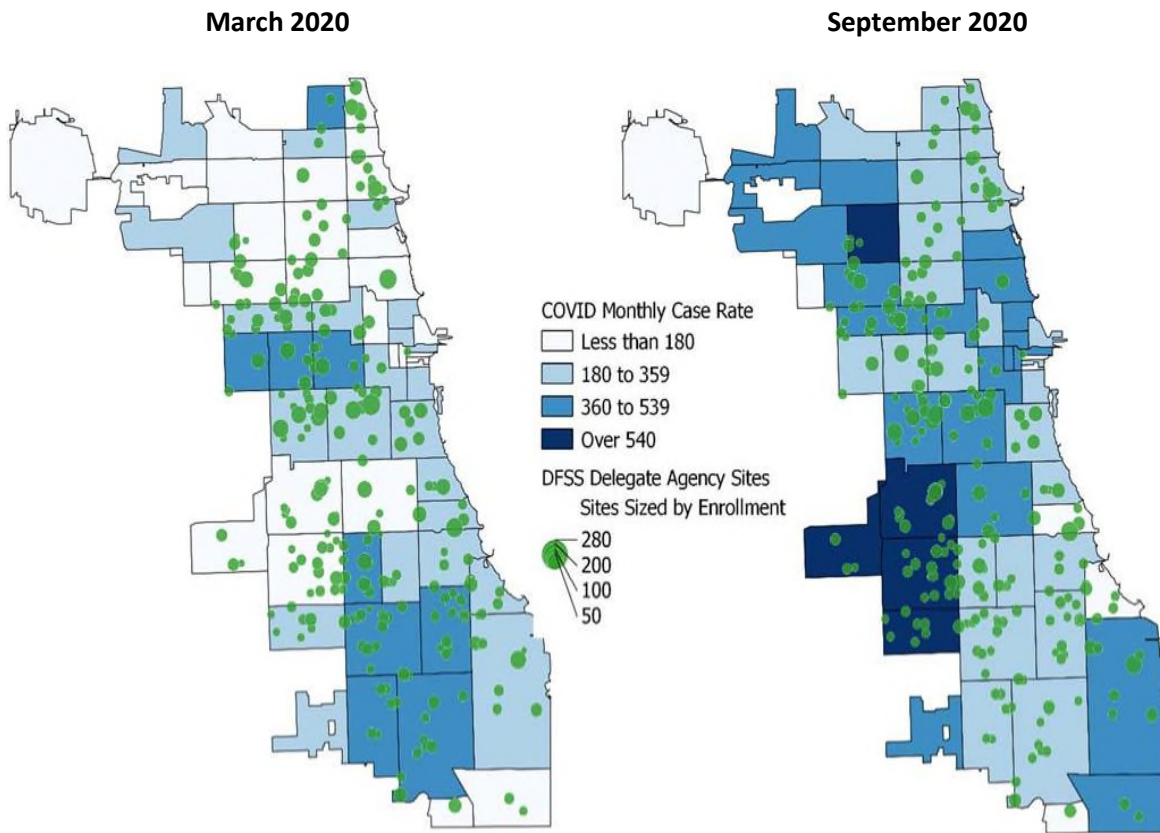 March 2020
September 2020
COVID Monthly Case Rate
Less than 180
180 to 359
360 to 539
Over 540
DFSS Delegate Agency Sites
Sites Sized by Enrollment
280
200
100
50